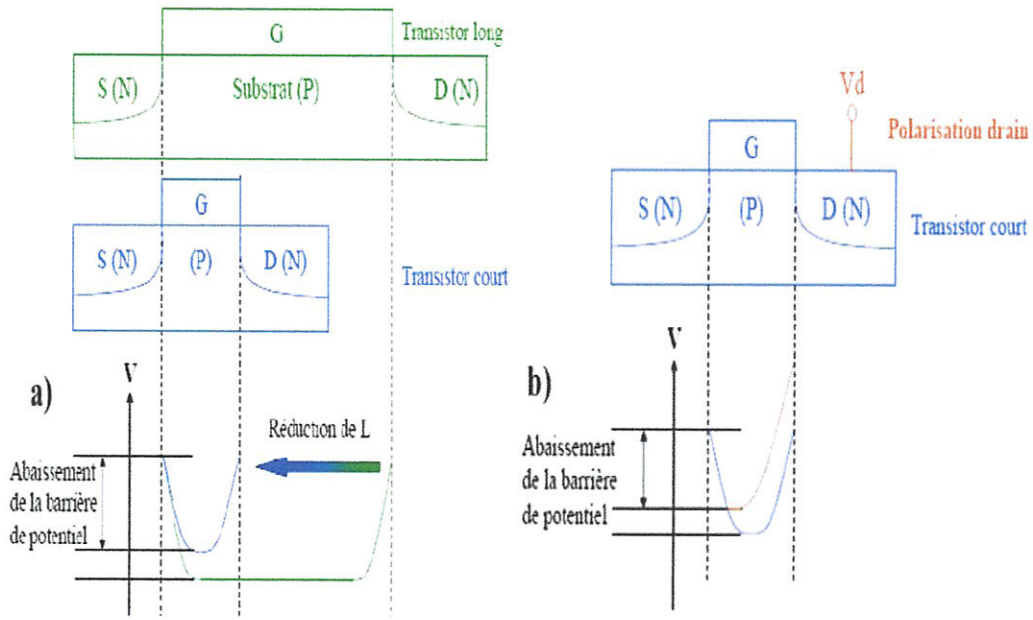 G
Transistor long
S (N)
Substrat (P)
D (N)
G
S (N)
(P)
D (N)
Transistor court
a)
V
Réduction de L
Abaissement
de la barrière
de potentiel
Vd
Polarisation drain
G
S (N)
(P)
D (N)
Transistor court
b)
V
Abaissement
de la barrière
de potentiel